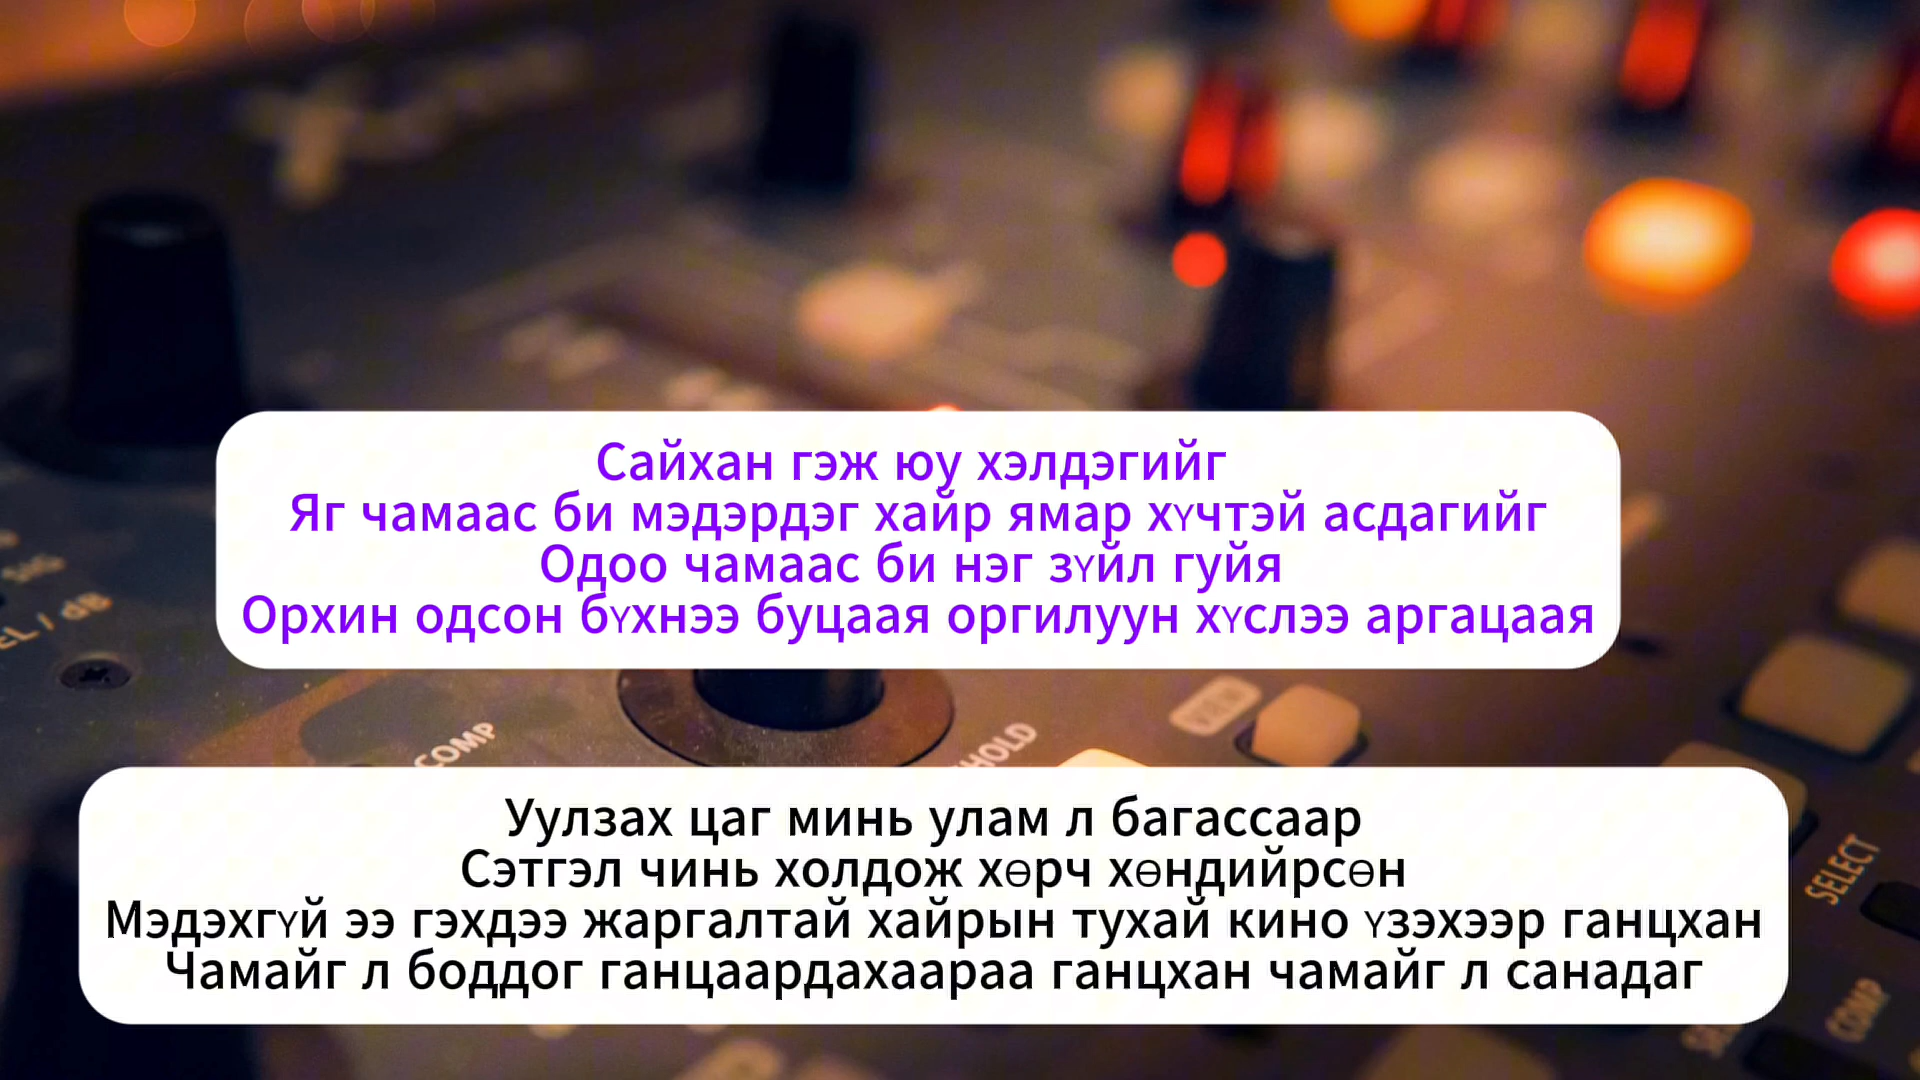 Сайхан гэж юу хэлдэгийг
Яг чамаас би мэдэрдэг хайр ямар хүчтэй асдагийг
Одоо чамаас би нэг зүйл гуйя
Орхин одсон бүхнээ буцаая оргилуун хүслээ аргацаая
COMP
VIEW
HOLD
Уулзах цаг минь улам л багассаар
Сэтгэл чинь холдож хөрч хөндийрсөн
Мэдэхгүй ээ гэхдээ жаргалтай хайрын тухай кино үзэхээр ганцхан
Чамайг л боддог ганцаардахаараа ганцхан чамайг л санадаг
SELECT
COMP